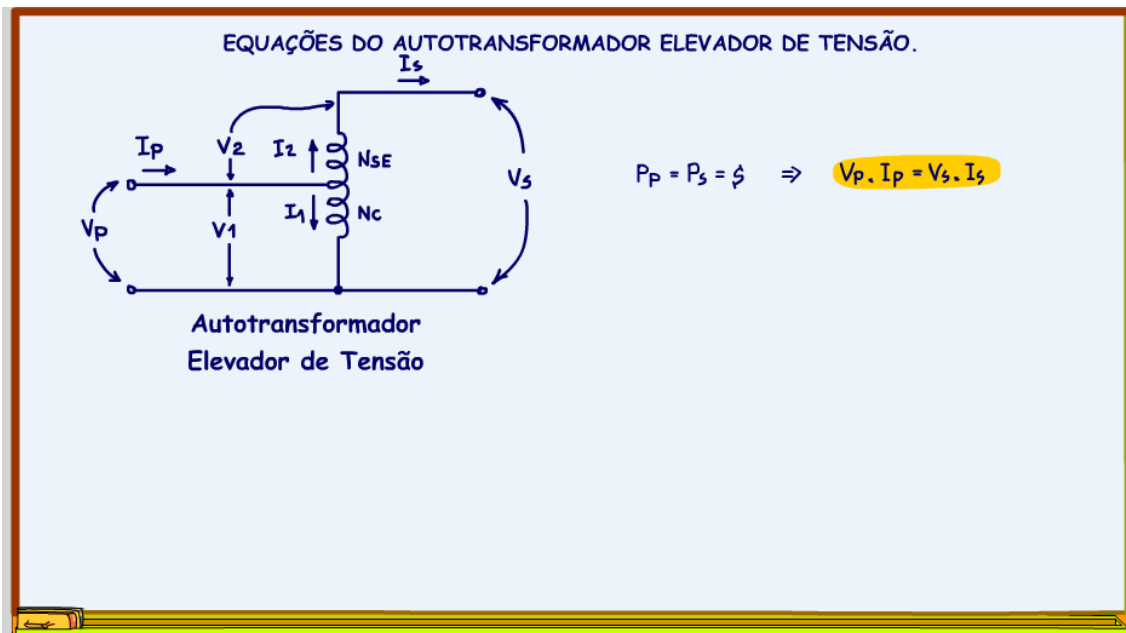 EQUAÇÕES DO AUTOTRANSFORMADOR ELEVADOR DE TENSÃO.
Is
IP
V2
I2
NSE
VS
PP = PS = $ ⇒ VP. IP = VS. IS
VP
V1
I1
NC
Autotransformador
Elevador de Tensão